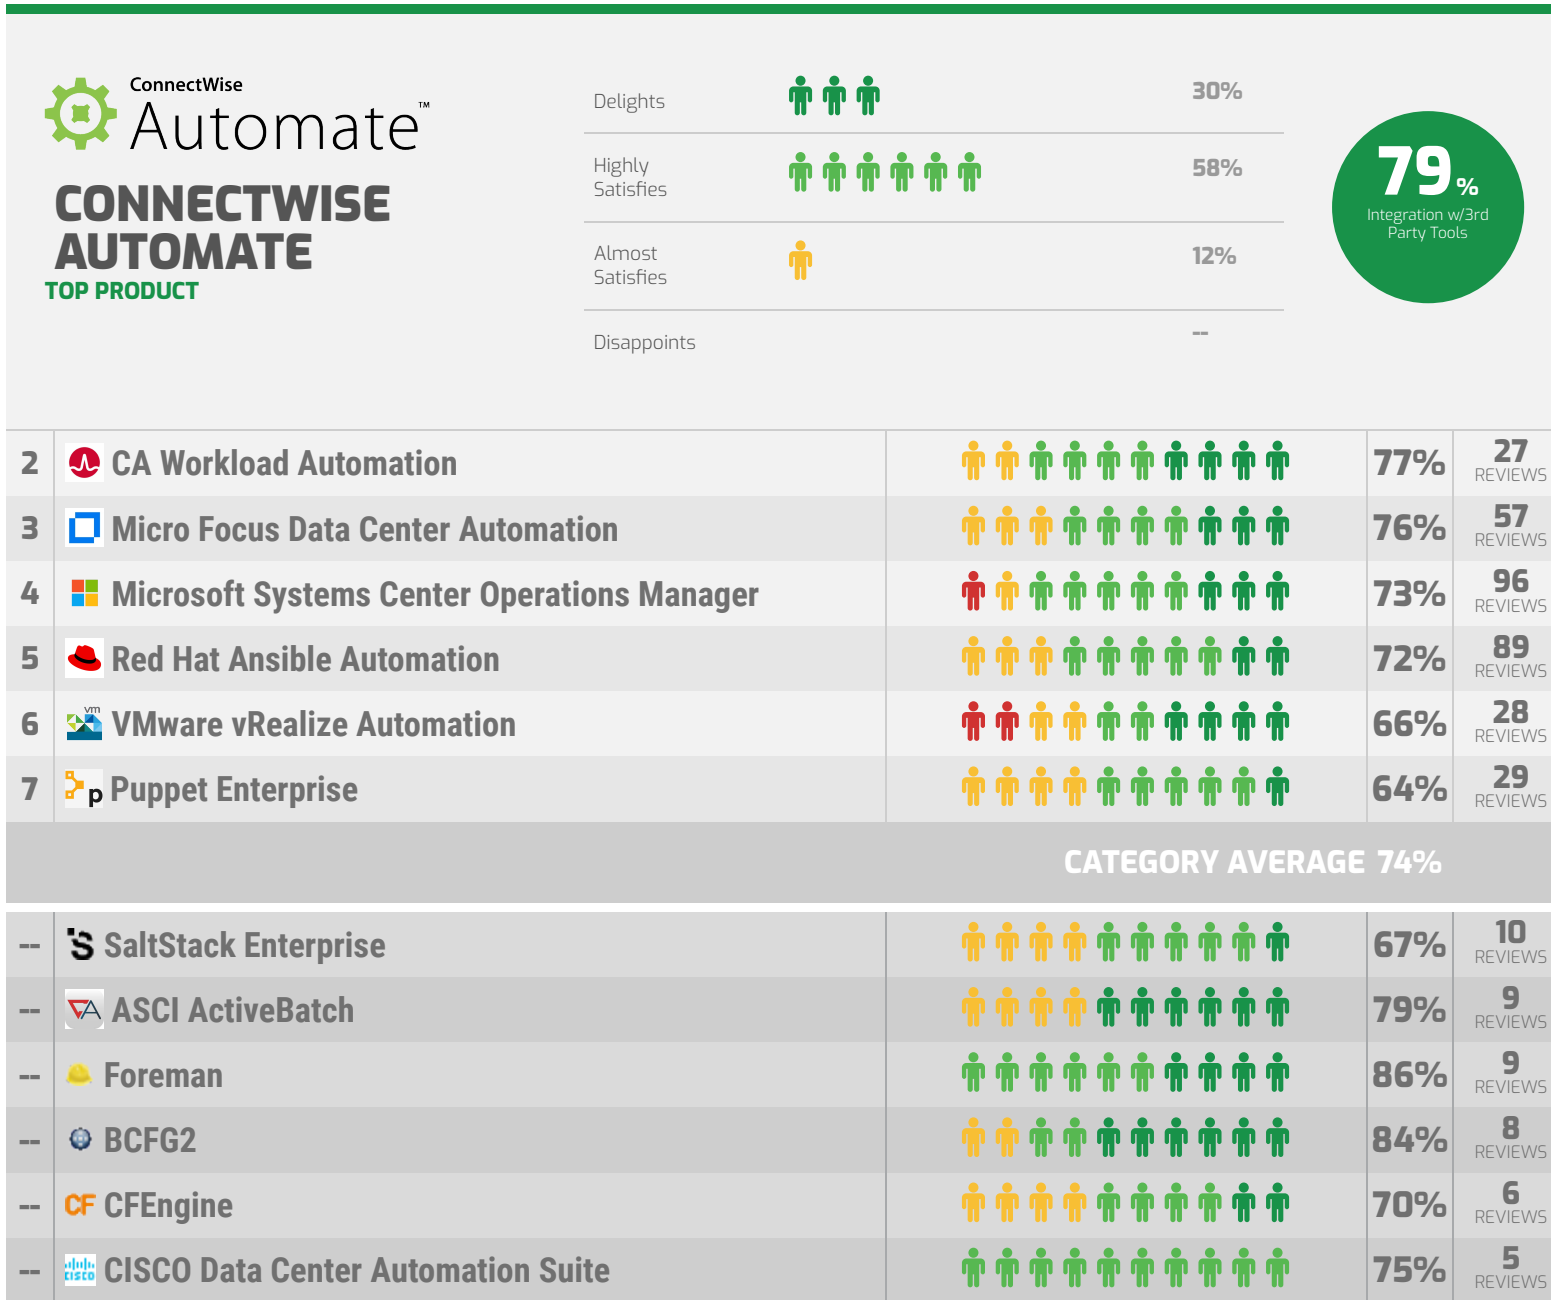 ConnectWise
Automate™
CONNECTWISE
AUTOMATE
TOP PRODUCT
Delights 30%
Highly
Satisfies 58%
Almost
Satisfies 12%
Disappoints --
79%
Integration w/3rd
Party Tools
2 CA Workload Automation 77% 27
REVIEWS
3 Micro Focus Data Center Automation 76% 57
REVIEWS
4 Microsoft Systems Center Operations Manager 73% 96
REVIEWS
5 Red Hat Ansible Automation 72% 89
REVIEWS
vm
6 VMware vRealize Automation 66% 28
REVIEWS
7 p Puppet Enterprise 64% 29
REVIEWS
CATEGORY AVERAGE 74%
-- S SaltStack Enterprise 67% 10
REVIEWS
-- ASCI ActiveBatch 79% 9
REVIEWS
-- Foreman 86% 9
REVIEWS
-- BCFG2 84% 8
REVIEWS
-- CF CFEngine 70% 6
REVIEWS
-- CISCO CISCO Data Center Automation Suite 75% 5
REVIEWS